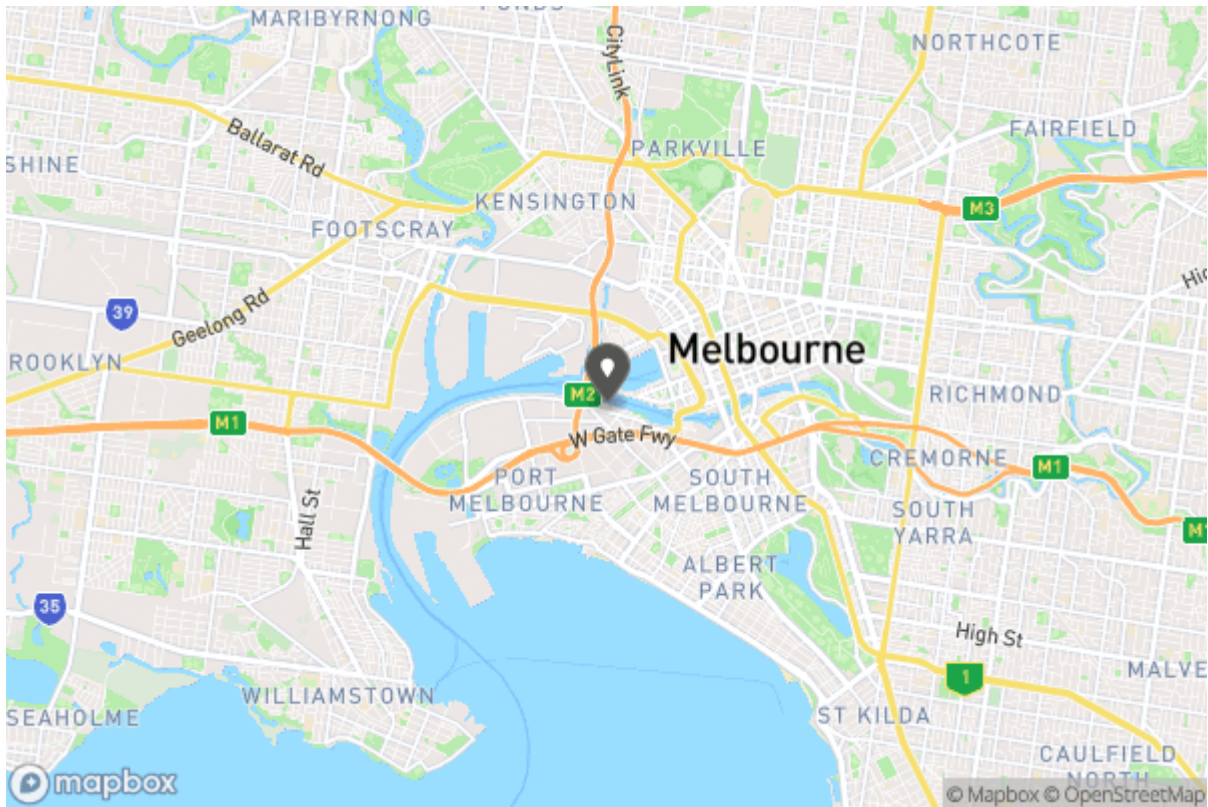 MARIBYRNONG
CityLink
NORTHCOTE
Ballarat Rd
FAIRFIELD
PARKVILLE
SHINE
KENSINGTON
M3
FOOTSCRAY
39
Geelong Rd
Melbourne
ROOKLYN
M2
RICHMOND
M1
W Gate Fwy
CREMORNE
M1
PORT
MELBOURNE
SOUTH
MELBOURNE
SOUTH
YARRA
Hall St
ALBERT
PARK
35
High St
1
MALVE
WILLIAMSTOWN
SEAHOLME
ST KILDA
CAULFIELD
NORTH
mapbox
© Mapbox © OpenStreetMap